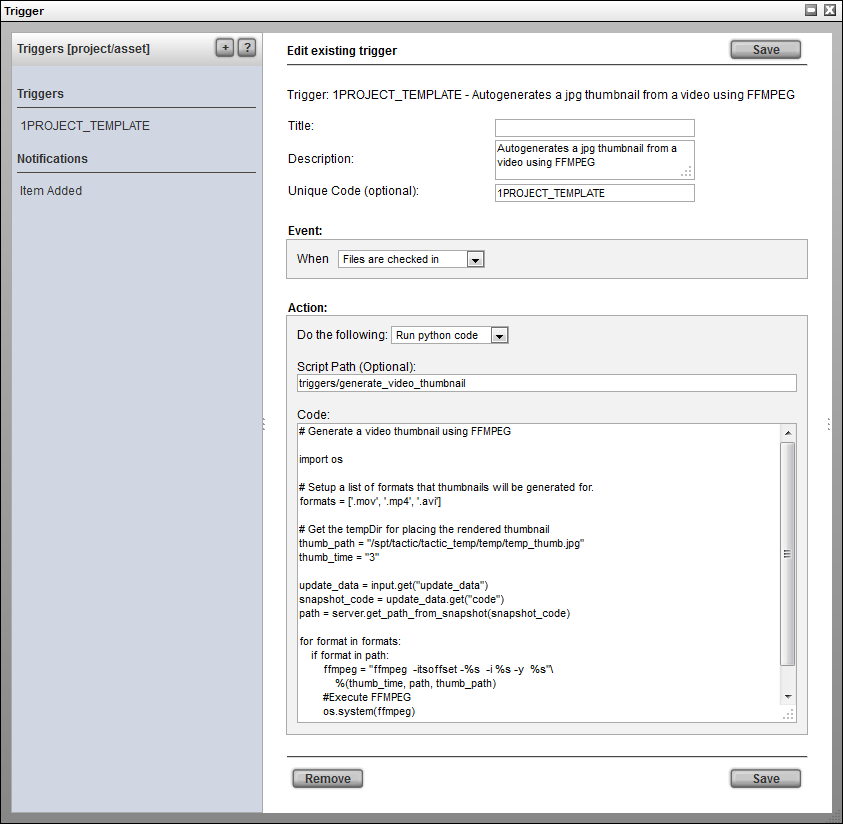 Trigger
Triggers [project/asset]
+ ?
Triggers
1PROJECT_TEMPLATE
Notifications
Item Added
Edit existing trigger
Save
Trigger: 1PROJECT_TEMPLATE - Autogenerates a jpg thumbnail from a video using FFMPEG
Title:
Description:
Autogenerates a jpg thumbnail from a
video using FFMPEG
Unique Code (optional):
1PROJECT_TEMPLATE
Event:
When Files are checked in
Action:
Do the following: Run python code
Script Path (Optional):
triggers/generate_video_thumbnail
Code:
# Generate a video thumbnail using FFMPEG
import os
# Setup a list of formats that thumbnails will be generated for.
formats = ['.mov', '.mp4', '.avi']
# Get the tempDir for placing the rendered thumbnail
thumb_path = "/spt/tactic/tactic_temp/temp/temp_thumb.jpg"
thumb_time = "3"
update_data = input.get("update_data")
snapshot_code = update_data.get("code")
path = server.get_path_from_snapshot(snapshot_code)
for format in formats:
if format in path:
ffmpeg = "ffmpeg  -itsoffset -%s  -i %s -y  %s"\
%(thumb_time, path, thumb_path)
#Execute FFMPEG
os.system(ffmpeg)
Remove
Save